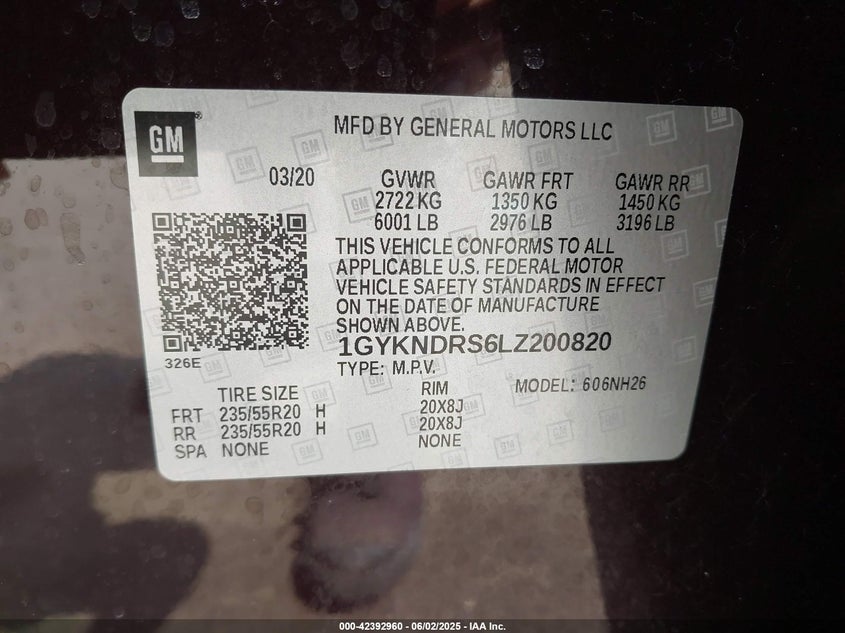 GM
MFD BY GENERAL MOTORS LLC
03/20 GVWR GAWR FRT GAWR RR
2722 KG 1350 KG 1450 KG
6001 LB 2976 LB 3196 LB
THIS VEHICLE CONFORMS TO ALL
APPLICABLE U.S. FEDERAL MOTOR
VEHICLE SAFETY STANDARDS IN EFFECT
ON THE DATE OF MANUFACTURE
SHOWN ABOVE.
1GYKNDRS6LZ200820
326E
TYPE: M.P.V.
TIRE SIZE RIM MODEL: 606NH26
FRT 235/55R20 H 20X8J
RR 235/55R20 H 20X8J
SPA NONE NONE
000-42392960 - 06/02/2025 - IAA Inc.